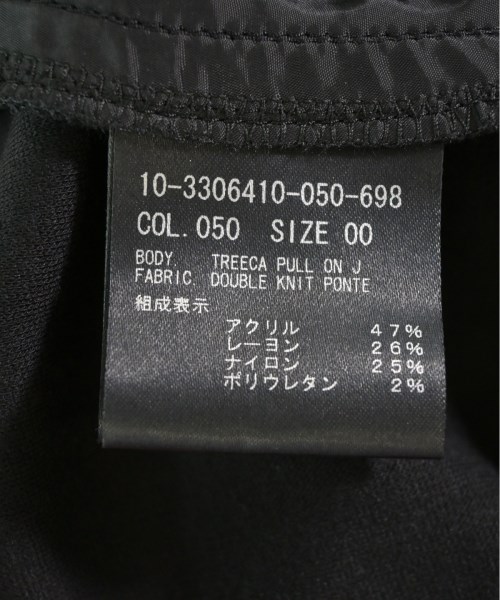 10-3306410-050-698
COL.050 SIZE 00
BODY. TREECA PULL ON J
FABRIC. DOUBLE KNIT PONTE
組成表示
アクリル 47%
レーヨン 26%
ナイロン 25%
ポリウレタン 2%